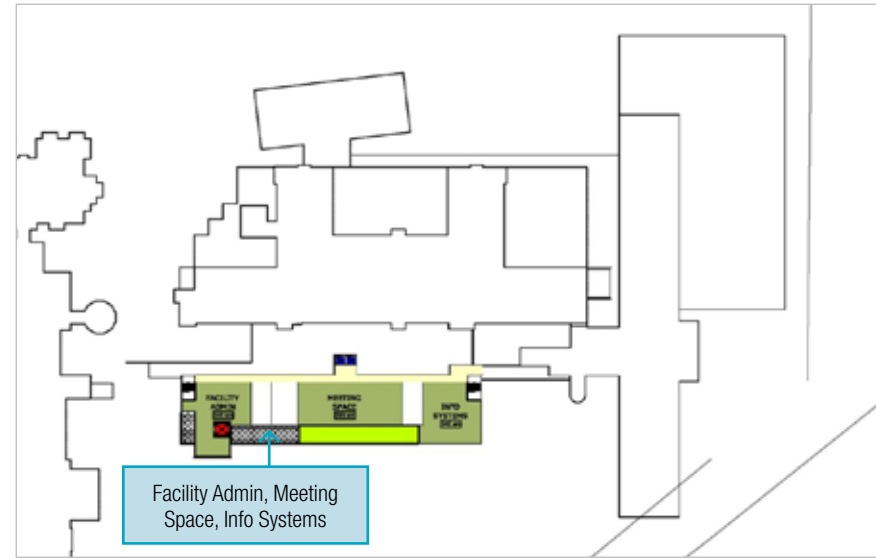 FACILITY
ADMIN
MEETING
SPACE
INFO
SYSTEMS
Facility Admin, Meeting
Space, Info Systems